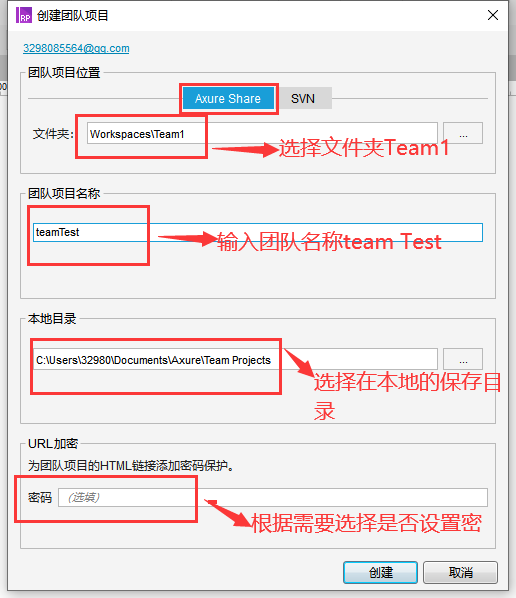 RP 创建团队项目
3298085564@qq.com
团队项目位置
Axure Share SVN
文件夹: Workspaces\Team1 ...
选择文件夹Team1
团队项目名称
teamTest
输入团队名称team Test
本地目录
C:\Users\32980\Documents\Axure\Team Projects ...
选择在本地的保存目
录
URL加密
为团队项目的HTML链接添加密码保护。
密码 (选填)
根据需要选择是否设置密
创建 取消